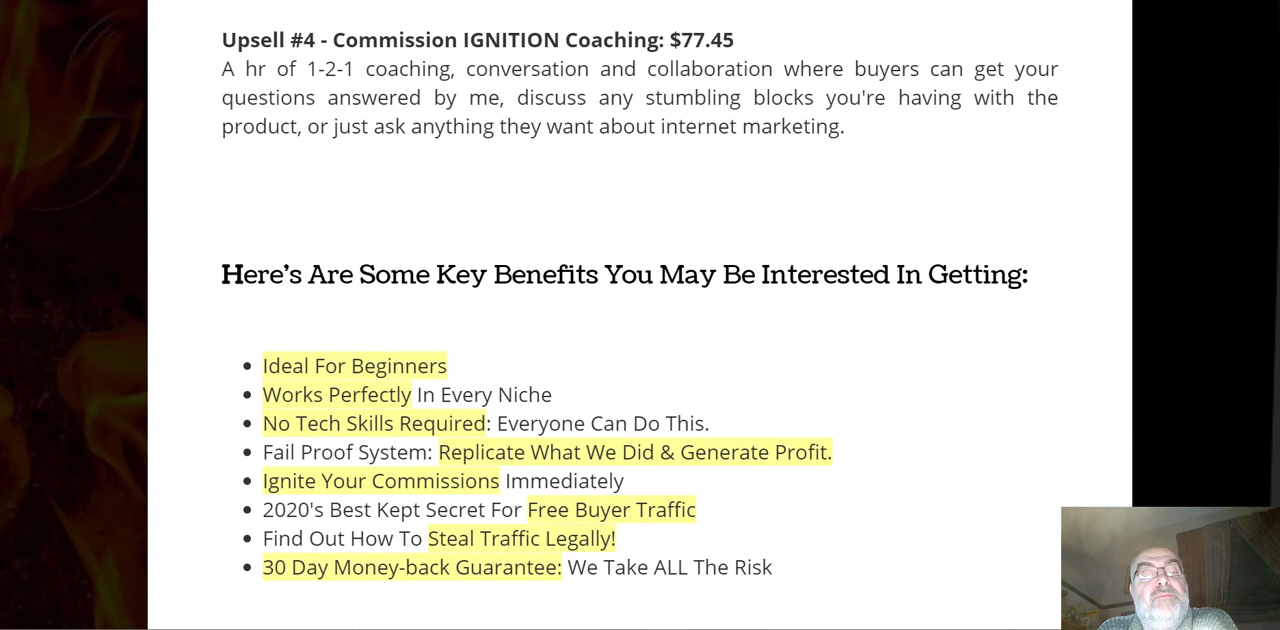 Upsell #4 - Commission IGNITION Coaching: $77.45
A hr of 1-2-1 coaching, conversation and collaboration where buyers can get your
questions answered by me, discuss any stumbling blocks you're having with the
product, or just ask anything they want about internet marketing.
Here's Are Some Key Benefits You May Be Interested In Getting:
Ideal For Beginners
Works Perfectly In Every Niche
No Tech Skills Required: Everyone Can Do This.
Fail Proof System: Replicate What We Did & Generate Profit.
Ignite Your Commissions Immediately
2020's Best Kept Secret For Free Buyer Traffic
Find Out How To Steal Traffic Legally!
30 Day Money-back Guarantee: We Take ALL The Risk